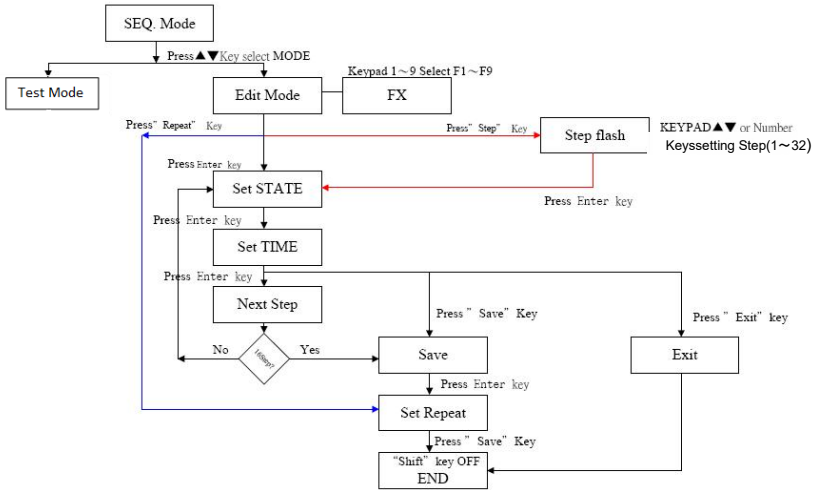 SEQ. Mode
Press▲▼Key select MODE
Keypad 1～9 Select F1～F9
Test Mode
Edit Mode
FX
Press" Repeat" Key
Press" Step" Key
Step flash
KEYPAD▲▼ or Number
Keyssetting Step(1～32)
Press Enter key
Set STATE
Press Enter key
Press Enter key
Set TIME
Press Enter key
Next Step
Press" Save" Key
Press" Exit" key
No
16Step?
Yes
Save
Exit
Press Enter key
Set Repeat
Press" Save" Key
"Shift" key OFF
END